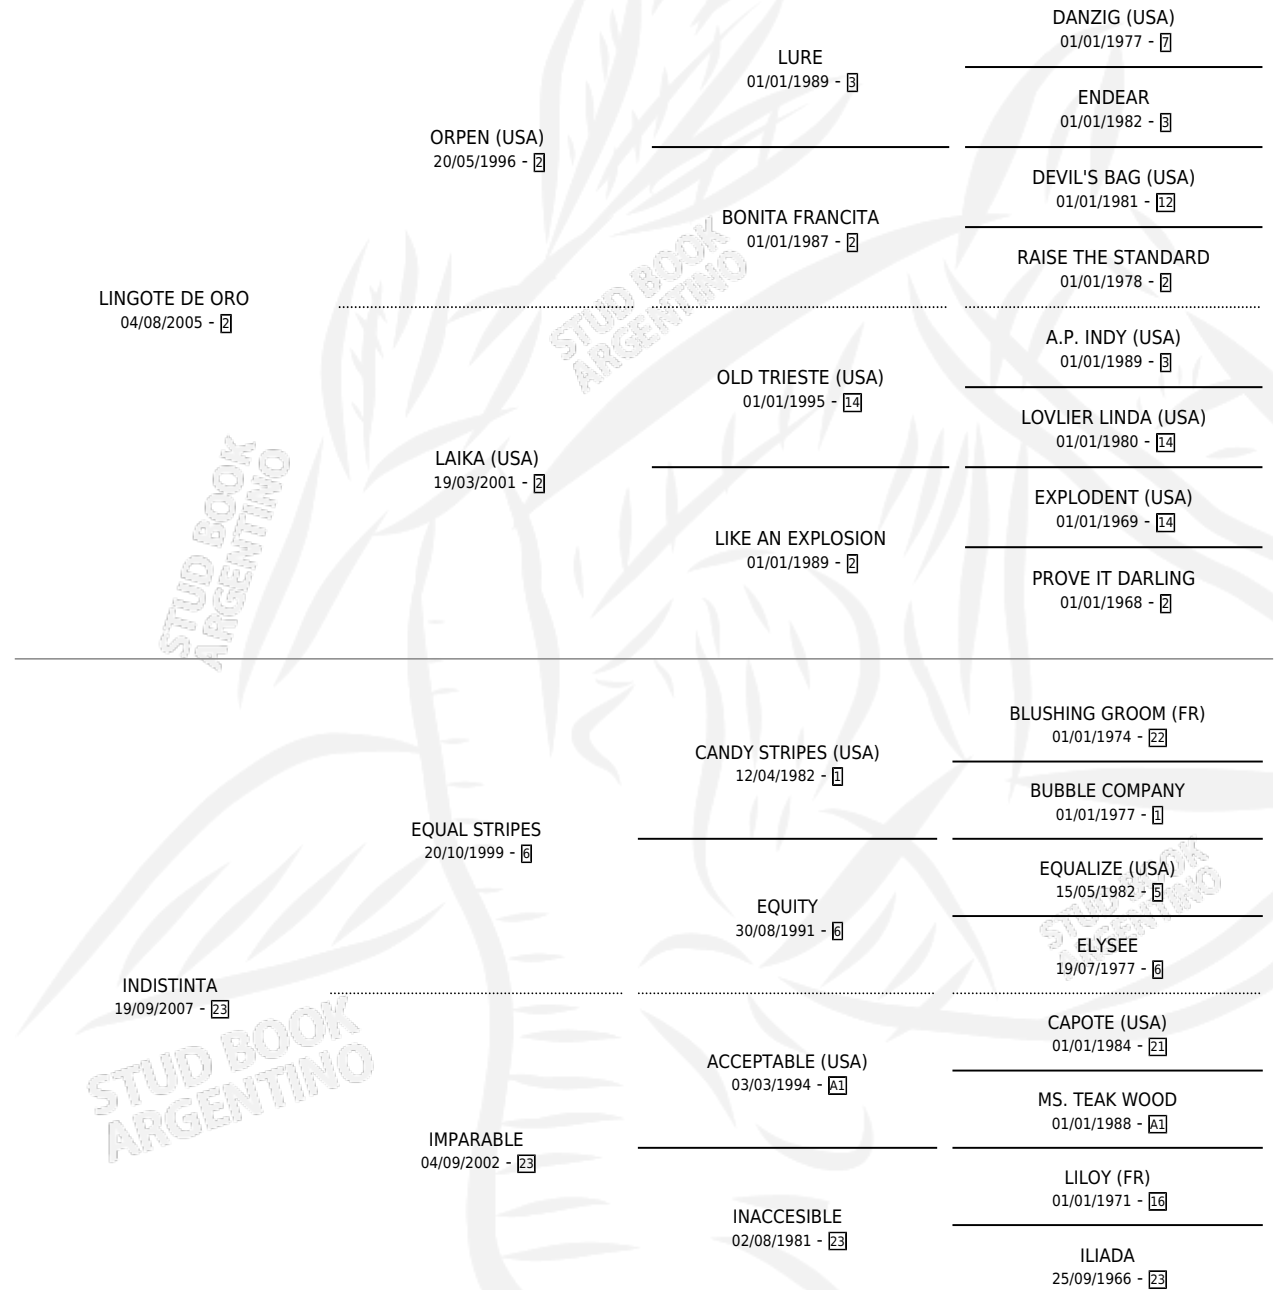 DANZIG (USA)
01/01/1977 - 7
LURE
01/01/1989 - 3
ENDEAR
01/01/1982 - 3
ORPEN (USA)
20/05/1996 - 2
DEVIL'S BAG (USA)
01/01/1981 - 12
BONITA FRANCITA
01/01/1987 - 2
RAISE THE STANDARD
01/01/1978 - 2
LINGOTE DE ORO
04/08/2005 - 2
STUD BOOK
ARGENTINO
A.P. INDY (USA)
01/01/1989 - 3
OLD TRIESTE (USA)
01/01/1995 - 14
LOVLIER LINDA (USA)
01/01/1980 - 14
LAIKA (USA)
19/03/2001 - 2
EXPLODENT (USA)
01/01/1969 - 14
LIKE AN EXPLOSION
01/01/1989 - 2
PROVE IT DARLING
01/01/1968 - 2
STUD BOOK
ARGENTINO
BLUSHING GROOM (FR)
01/01/1974 - 22
CANDY STRIPES (USA)
12/04/1982 - 1
BUBBLE COMPANY
01/01/1977 - 1
EQUAL STRIPES
20/10/1999 - 6
EQUALIZE (USA)
15/05/1982 - 5
EQUITY
30/08/1991 - 6
STUD BOOK
ARGENTINO
ELYSEE
19/07/1977 - 6
INDISTINTA
19/09/2007 - 23
CAPOTE (USA)
01/01/1984 - 21
ACCEPTABLE (USA)
03/03/1994 - A1
STUD BOOK
ARGENTINO
MS. TEAK WOOD
01/01/1988 - A1
IMPARABLE
04/09/2002 - 23
LILOY (FR)
01/01/1971 - 16
INACCESIBLE
02/08/1981 - 23
ILIADA
25/09/1966 - 23